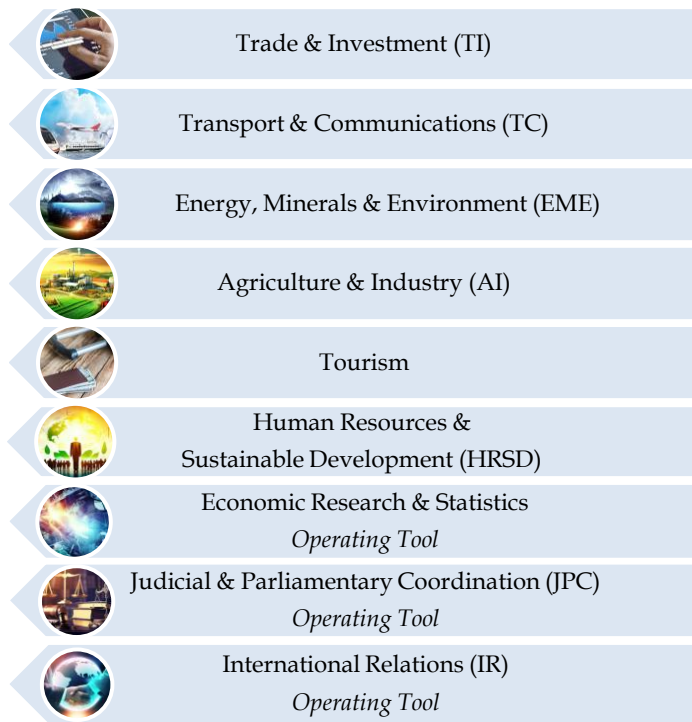 Trade & Investment (TI)
Transport & Communications (TC)
Energy, Minerals & Environment (EME)
Agriculture & Industry (AI)
Tourism
Human Resources &
Sustainable Development (HRSD)
Economic Research & Statistics
Operating Tool
Judicial & Parliamentary Coordination (JPC)
Operating Tool
International Relations (IR)
Operating Tool